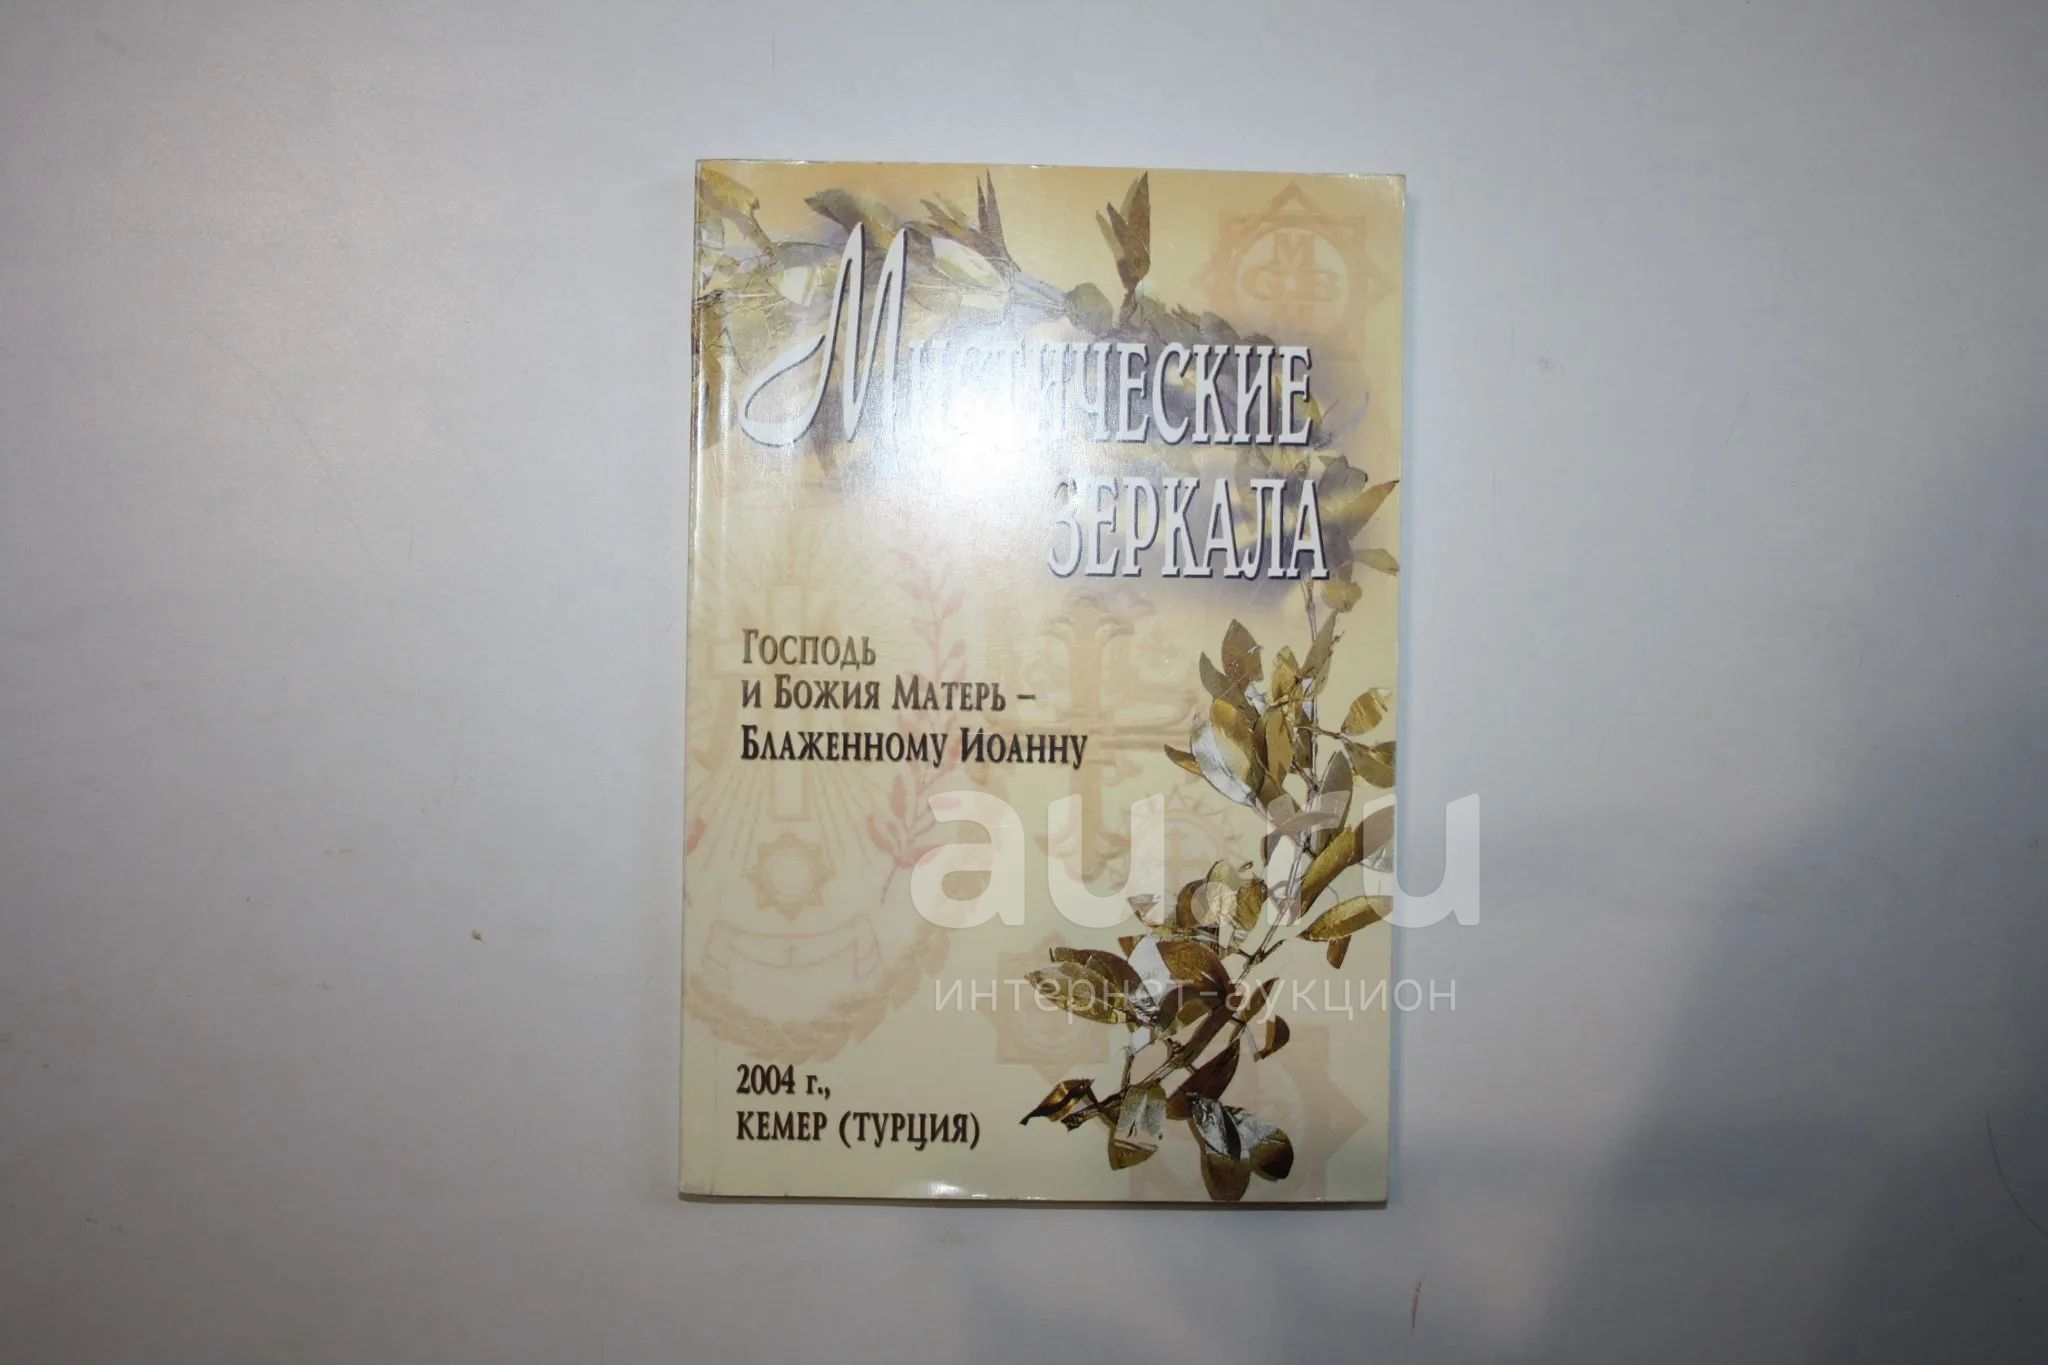 Мистические
зеркала
Господь
и Божия Матерь –
Блаженному Иоанну
2004 г.,
Кемер (Турция)
au.ru
интернет-аукцион